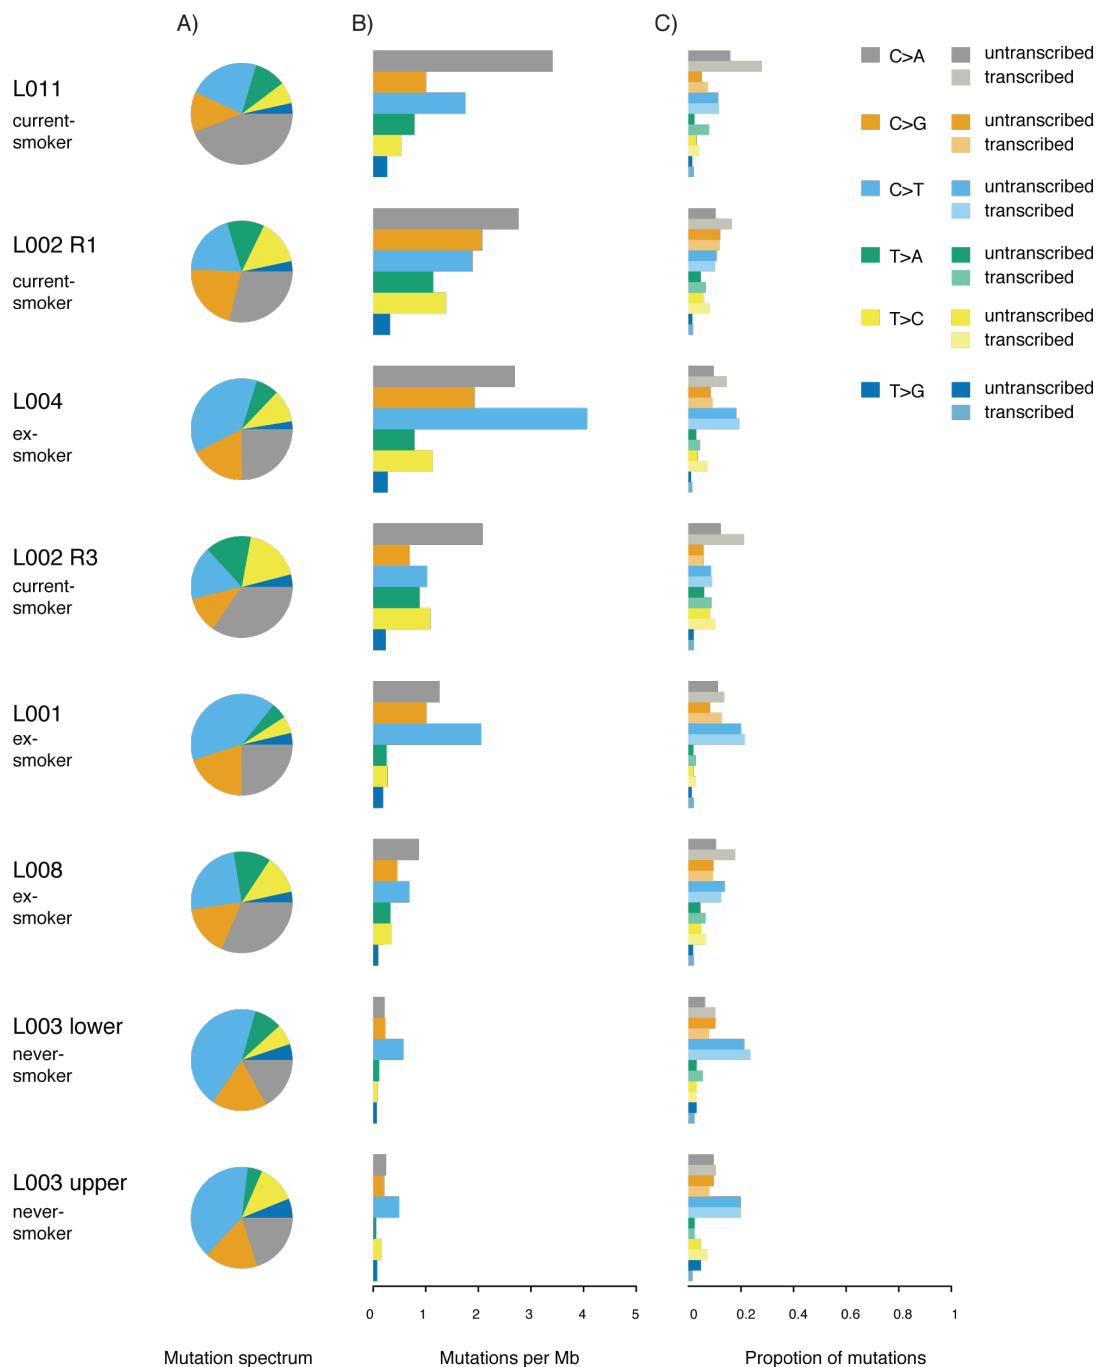 A)
B)
C)
L011
current-
smoker
L002 R1
current-
smoker
L004
ex-
smoker
L002 R3
current-
smoker
L001
ex-
smoker
L008
ex-
smoker
L003 lower
never-
smoker
L003 upper
never-
smoker
C>A
untranscribed
transcribed
C>G
untranscribed
transcribed
C>T
untranscribed
transcribed
T>A
untranscribed
transcribed
T>C
untranscribed
transcribed
T>G
untranscribed
transcribed
0 1 2 3 4 5
0 0.2 0.4 0.6 0.8 1
Mutation spectrum
Mutations per Mb
Propotion of mutations